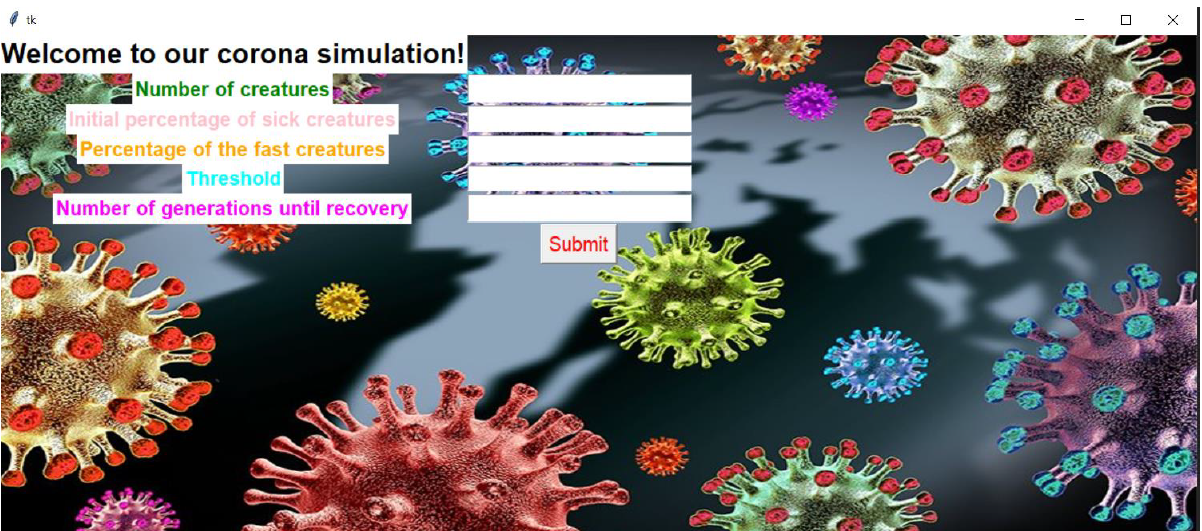 tk
Welcome to our corona simulation!
Number of creatures
Initial percentage of sick creatures
Percentage of the fast creatures
Threshold
Number of generations until recovery
Submit